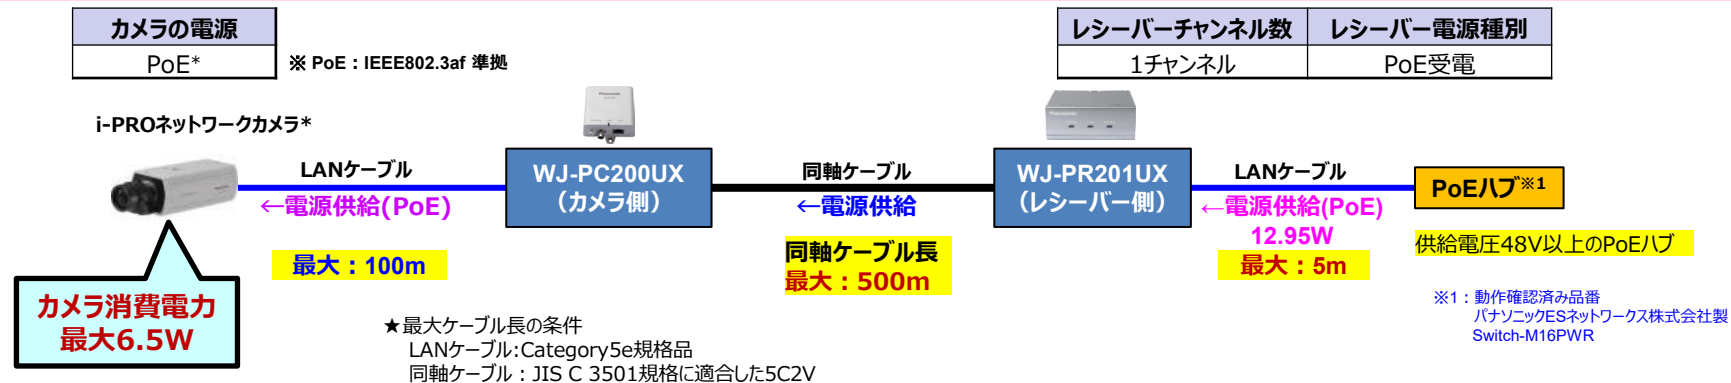 カメラの電源
PoE*
※ PoE：IEEE802.3af 準拠
レシーバーチャンネル数 レシーバー電源種別
1チャンネル PoE受電
i-PROネットワークカメラ*
LANケーブル
←電源供給(PoE)
最大：100m
カメラ消費電力
最大6.5W
Panasonic
WJ-PC200UX
（カメラ側）
同軸ケーブル
←電源供給
同軸ケーブル長
最大：500m
Panasonic
WJ-PR201UX
（レシーバー側）
LANケーブル
←電源供給(PoE)
12.95W
最大：5m
PoEハブ※1
供給電圧48V以上のPoEハブ
※1：動作確認済み品番
パナソニックESネットワークス株式会社製
Switch-M16PWR
★最大ケーブル長の条件
LANケーブル:Category5e規格品
同軸ケーブル：JIS C 3501規格に適合した5C2V